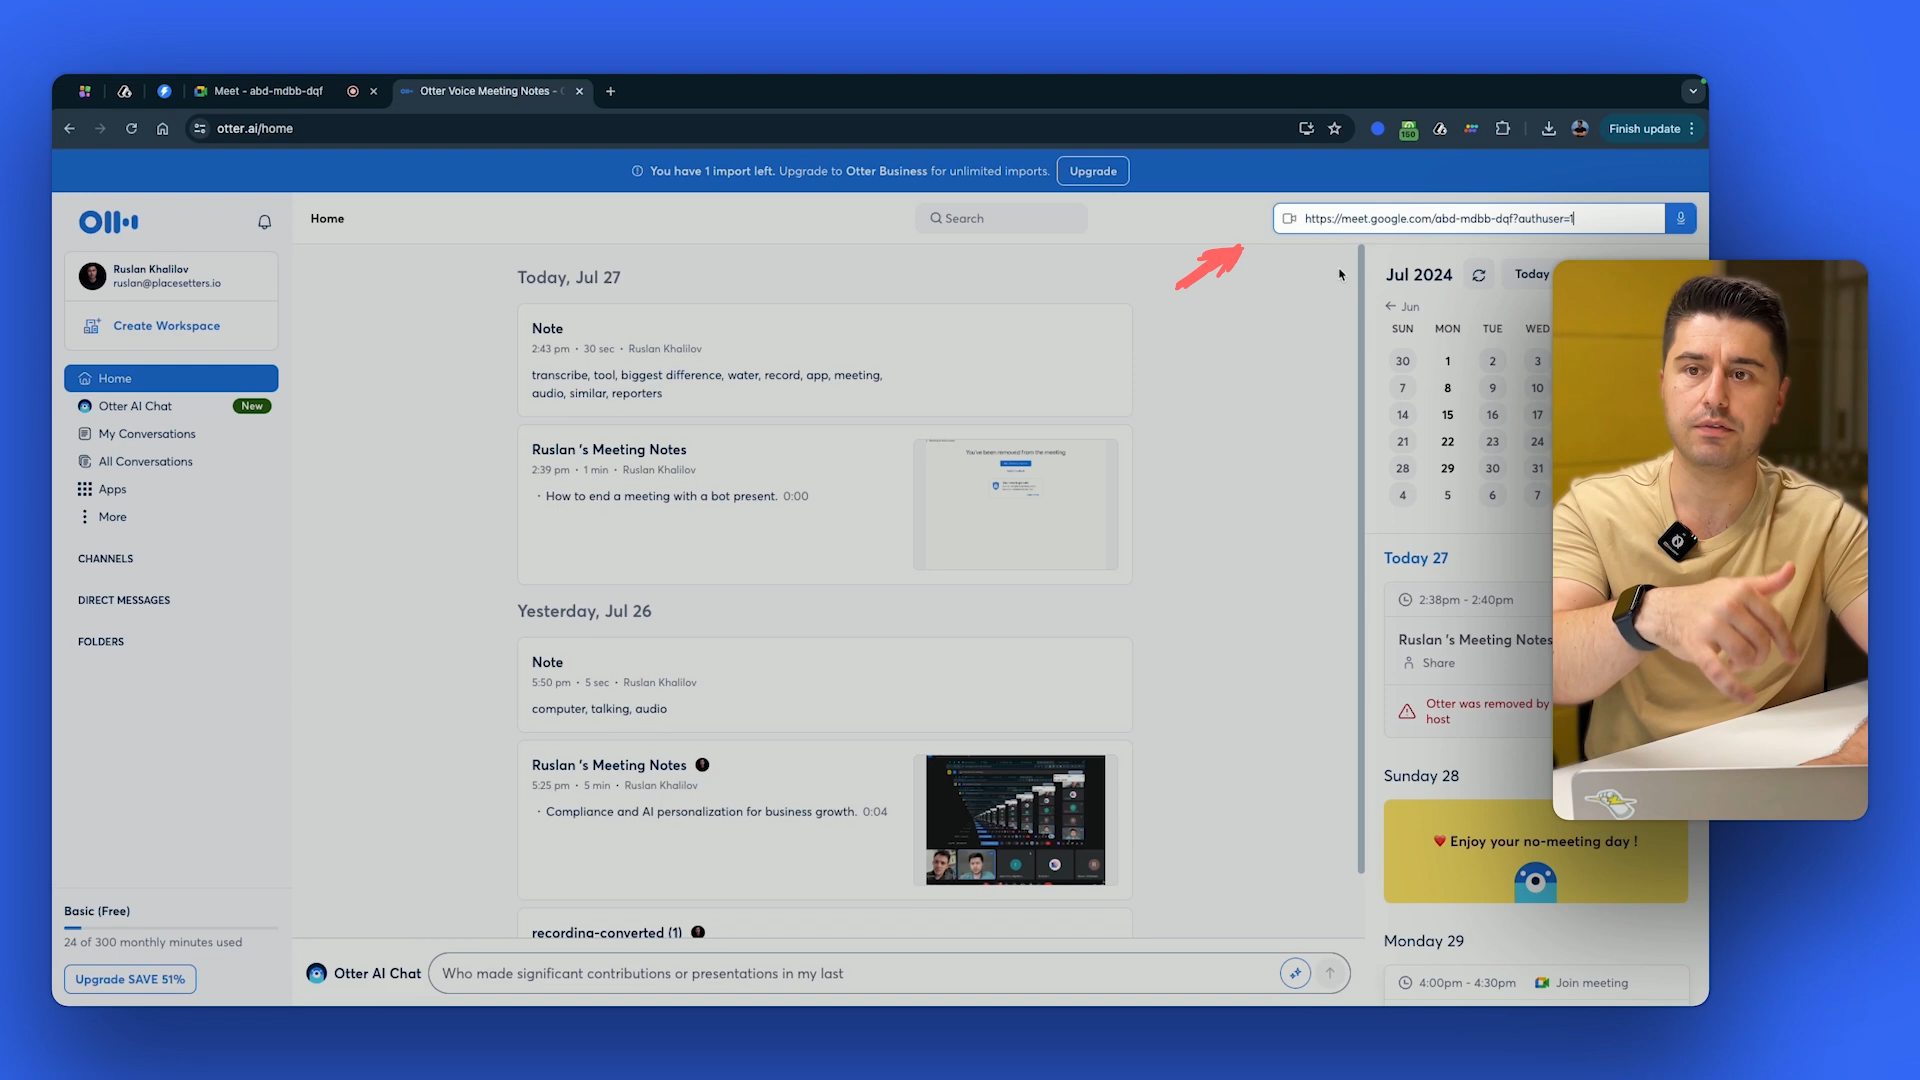 Meet - abd-mdbb-dqf
Otter Voice Meeting Notes -
otter.ai/home
150
Finish update
You have 1 import left. Upgrade to Otter Business for unlimited imports.
Upgrade
Home
Search
https://meet.google.com/abd-mdbb-dqf?authuser=1
Ruslan Khalilov
ruslan@placesetters.io
Create Workspace
Home
Otter AI Chat
New
My Conversations
All Conversations
Apps
More
CHANNELS
DIRECT MESSAGES
FOLDERS
Basic (Free)
24 of 300 monthly minutes used
Upgrade SAVE 51%
Today, Jul 27
Note
2:43 pm • 30 sec • Ruslan Khalilov
transcribe, tool, biggest difference, water, record, app, meeting,
audio, similar, reporters
Ruslan 's Meeting Notes
2:39 pm • 1 min • Ruslan Khalilov
• How to end a meeting with a bot present. 0:00
You've been removed from the meeting
Yesterday, Jul 26
Note
5:50 pm • 5 sec • Ruslan Khalilov
computer, talking, audio
Ruslan 's Meeting Notes
5:25 pm • 5 min • Ruslan Khalilov
• Compliance and AI personalization for business growth. 0:04
recording-converted (1)
Otter AI Chat
Who made significant contributions or presentations in my last
Jul 2024
Today
← Jun
SUN MON TUE WED
30 1 2 3
7 8 9 10
14 15 16 17
21 22 23 24
28 29 30 31
4 5 6 7
Today 27
2:38pm - 2:40pm
Ruslan 's Meeting Notes
Share
Otter was removed by
host
Sunday 28
Enjoy your no-meeting day !
Monday 29
4:00pm - 4:30pm
Join meeting